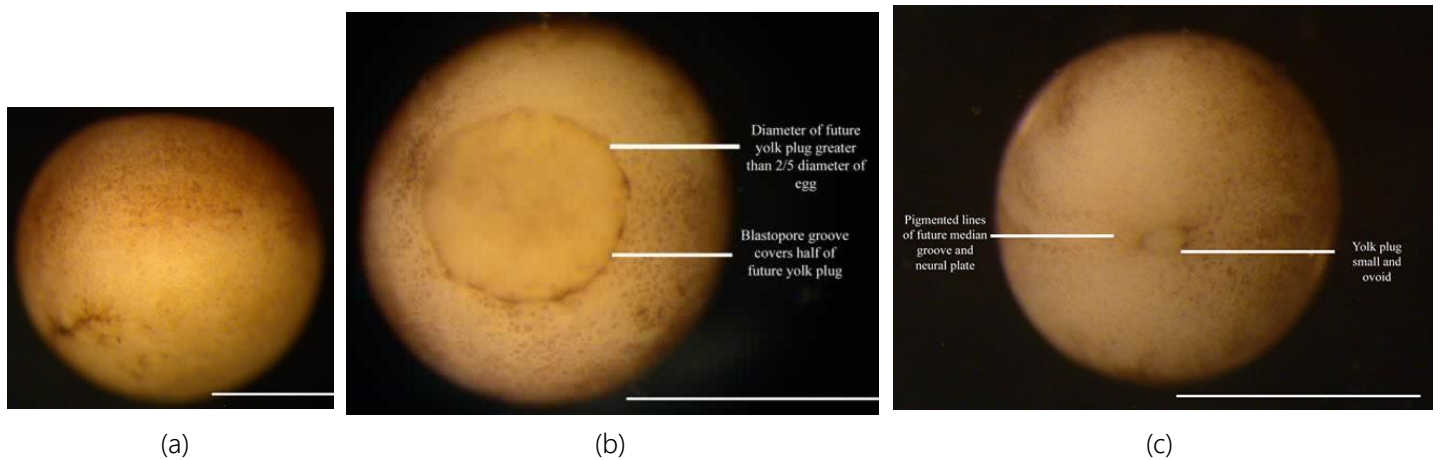 Diameter of future
yolk plug greater
than 2/5 diameter of
egg
Blastopore groove
covers half of
future yolk plug
Pigmented lines
of future median
groove and
neural plate
Yolk plug
small and
ovoid
(a)
(b)
(c)